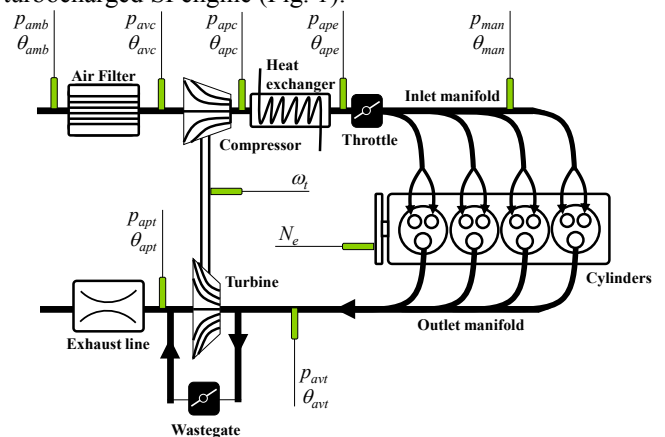 turbocharged SI engine (Fig. 1).
p_amb
θ_amb
p_avc
θ_avc
p_apc
θ_apc
p_ape
θ_ape
p_man
θ_man
Air Filter
Heat
exchanger
Inlet manifold
Compressor
Throttle
ω_t
p_apt
θ_apt
N_e
Turbine
Cylinders
Exhaust line
Outlet manifold
p_avt
θ_avt
Wastegate